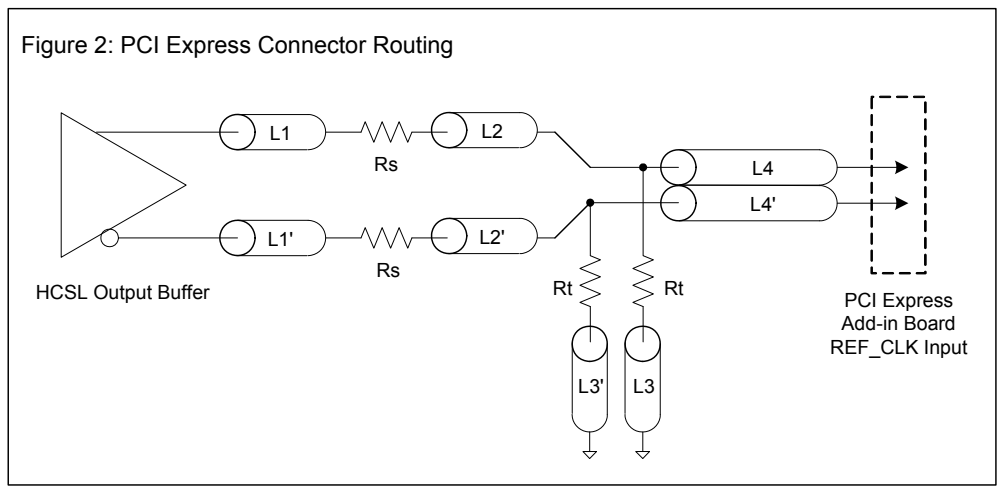 Figure 2: PCI Express Connector Routing
L1
Rs
L2
L4
L4'
L1'
Rs
L2'
HCSL Output Buffer
Rt
Rt
L3'
L3
PCI Express
Add-in Board
REF_CLK Input